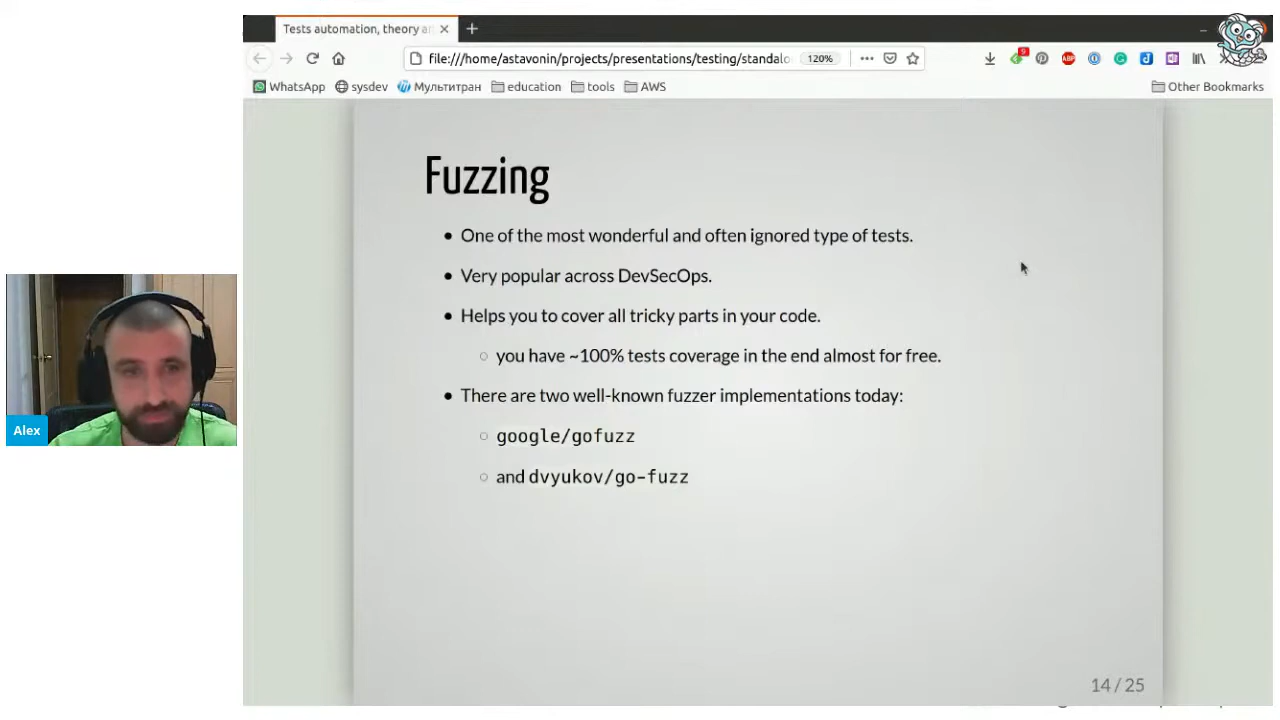 Tests automation, theory a
file:///home/astavonin/projects/presentations/testing/standalo
120%
9
ABP
WhatsApp
sysdev
Мультитран
education
tools
AWS
Other Bookmarks
Fuzzing
One of the most wonderful and often ignored type of tests.
Very popular across DevSecOps.
Helps you to cover all tricky parts in your code.
you have ~100% tests coverage in the end almost for free.
There are two well-known fuzzer implementations today:
google/gofuzz
and dvyukov/go-fuzz
Alex
14 / 25